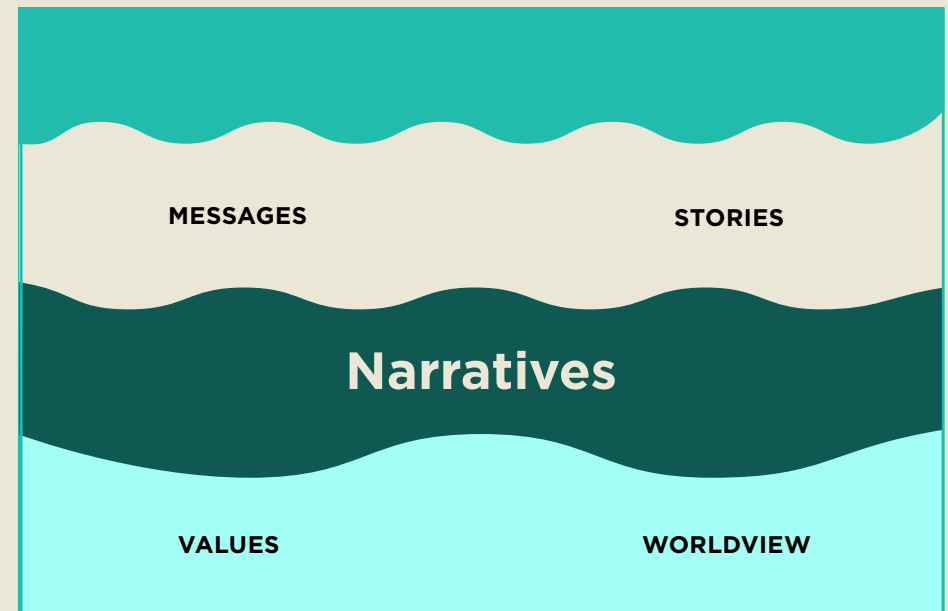 MESSAGES
STORIES
Narratives
VALUES
WORLDVIEW